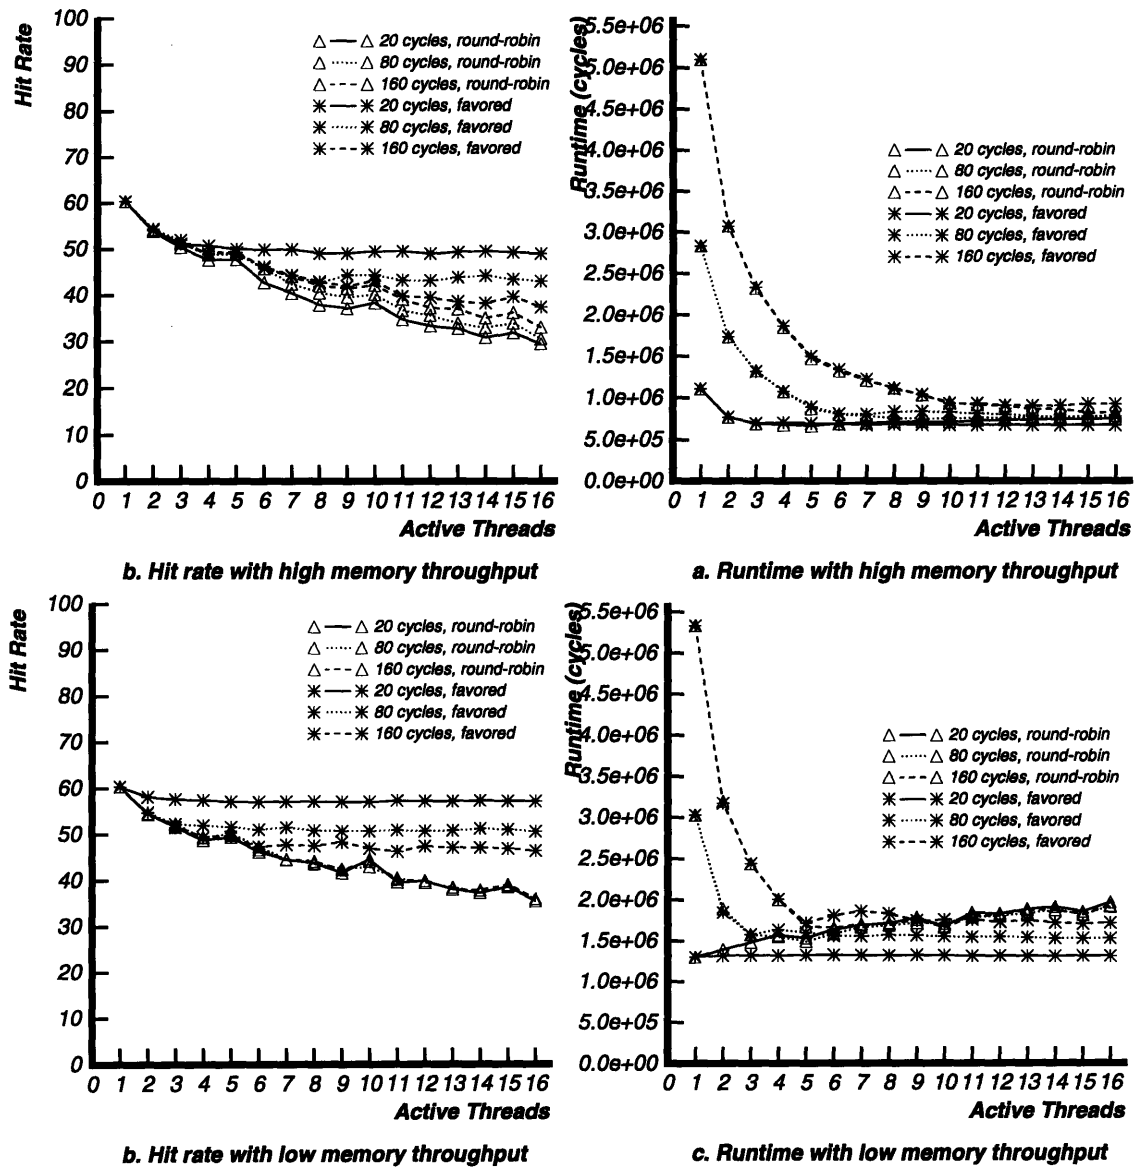 Hit Rate
100
90
80
70
60
50
40
30
20
10
0
20 cycles, round-robin
80 cycles, round-robin
160 cycles, round-robin
20 cycles, favored
80 cycles, favored
160 cycles, favored
0 1 2 3 4 5 6 7 8 9 10 11 12 13 14 15 16
Active Threads
b. Hit rate with high memory throughput
Runtime (cycles)
5.5e+06
5.0e+06
4.5e+06
4.0e+06
3.5e+06
3.0e+06
2.5e+06
2.0e+06
1.5e+06
1.0e+06
5.0e+05
0.0e+00
20 cycles, round-robin
80 cycles, round-robin
160 cycles, round-robin
20 cycles, favored
80 cycles, favored
160 cycles, favored
0 1 2 3 4 5 6 7 8 9 10 11 12 13 14 15 16
Active Threads
a. Runtime with high memory throughput
Hit Rate
100
90
80
70
60
50
40
30
20
10
0
20 cycles, round-robin
80 cycles, round-robin
160 cycles, round-robin
20 cycles, favored
80 cycles, favored
160 cycles, favored
0 1 2 3 4 5 6 7 8 9 10 11 12 13 14 15 16
Active Threads
b. Hit rate with low memory throughput
Runtime (cycles)
5.5e+06
5.0e+06
4.5e+06
4.0e+06
3.5e+06
3.0e+06
2.5e+06
2.0e+06
1.5e+06
1.0e+06
5.0e+05
0.0e+00
20 cycles, round-robin
80 cycles, round-robin
160 cycles, round-robin
20 cycles, favored
80 cycles, favored
160 cycles, favored
0 1 2 3 4 5 6 7 8 9 10 11 12 13 14 15 16
Active Threads
c. Runtime with low memory throughput